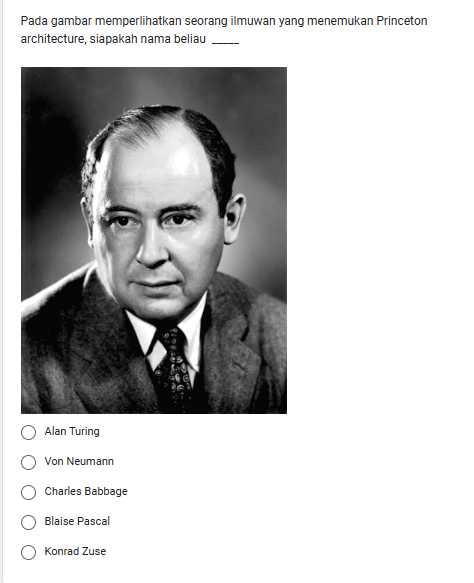 Pada gambar memperlihatkan seorang ilmuwan yang menemukan Princeton
architecture, siapakah nama beliau _____
Alan Turing
Von Neumann
Charles Babbage
Blaise Pascal
Konrad Zuse